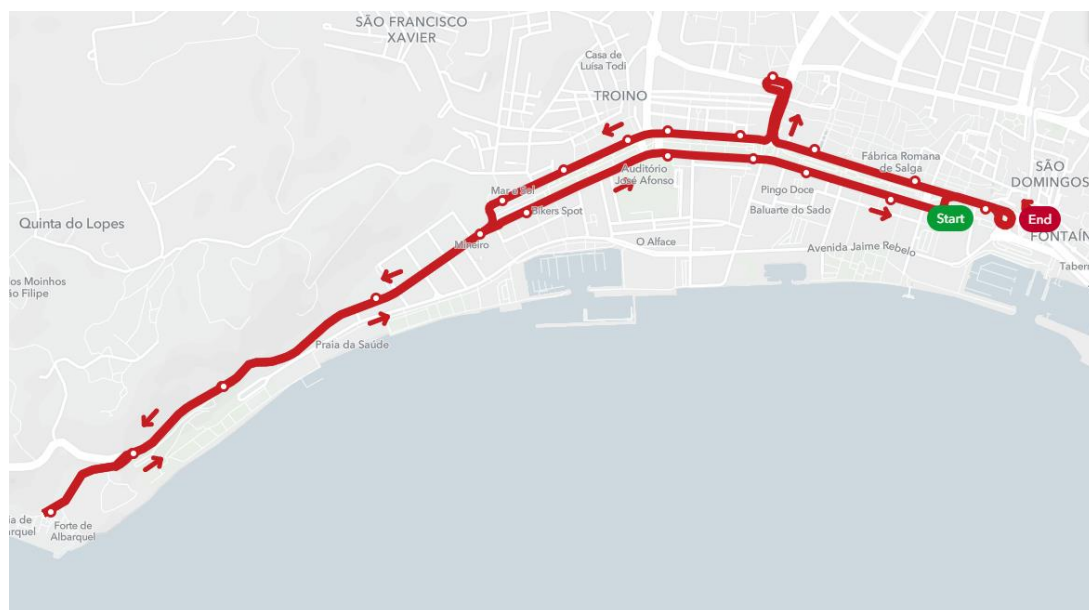 SÃO FRANCISCO
XAVIER
Casa de
Luísa Todi
TROINO
Fábrica Romana
de Salga
SÃO
DOMINGOS
Auditório
José Afonso
Mar e Sol
Pingo Doce
Bikers Spot
Baluarte do Sado
Start
End
Quinta do Lopes
Mineiro
O Alface
Avenida Jaime Rebelo
FONTAÍN
Tabern
os Moinhos
ão Filipe
Praia da Saúde
ia de
arquel
Forte de
Albarquel